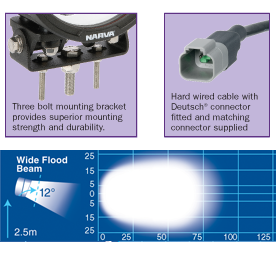 NARVA
Three bolt mounting bracket
provides superior mounting
strength and durability.
Hard wired cable with
Deutsch® connector
fitted and matching
connector supplied
Wide Flood
Beam
12°
2.5m
25
15
5
0
5
15
25
0 25 50 75 100 125